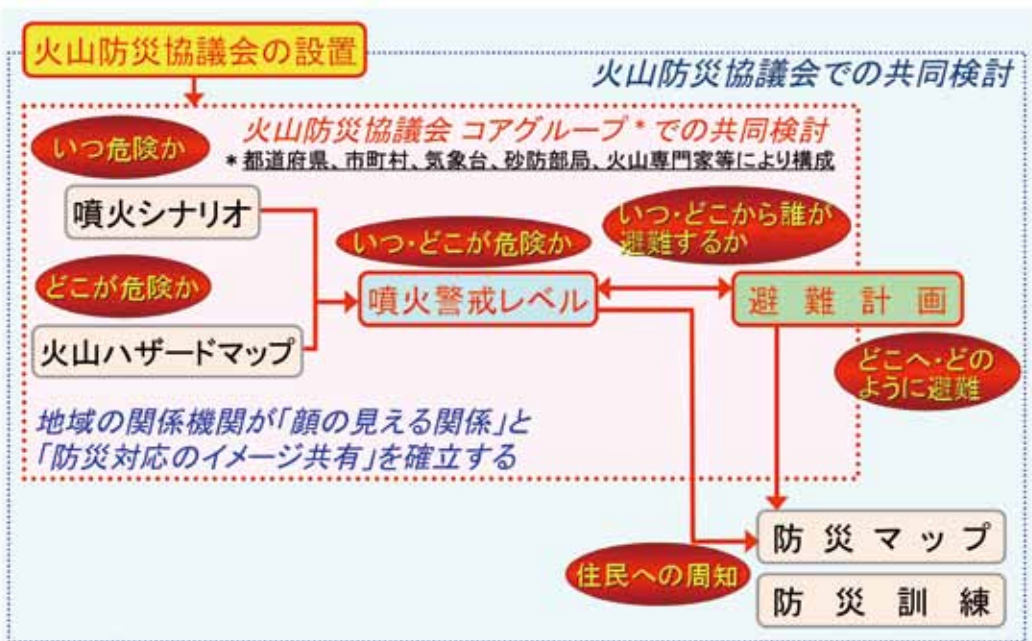 火山防災協議会の設置
火山防災協議会での共同検討
火山防災協議会 コアグループ*での共同検討
*都道府県、市町村、気象台、砂防部局、火山専門家等により構成
いつ危険か
噴火シナリオ
どこが危険か
火山ハザードマップ
いつ・どこが危険か
噴火警戒レベル
いつ・どこから誰が
避難するか
避難計画
どこへ・どの
ように避難
地域の関係機関が「顔の見える関係」と
「防災対応のイメージ共有」を確立する
住民への周知
防災マップ
防災訓練